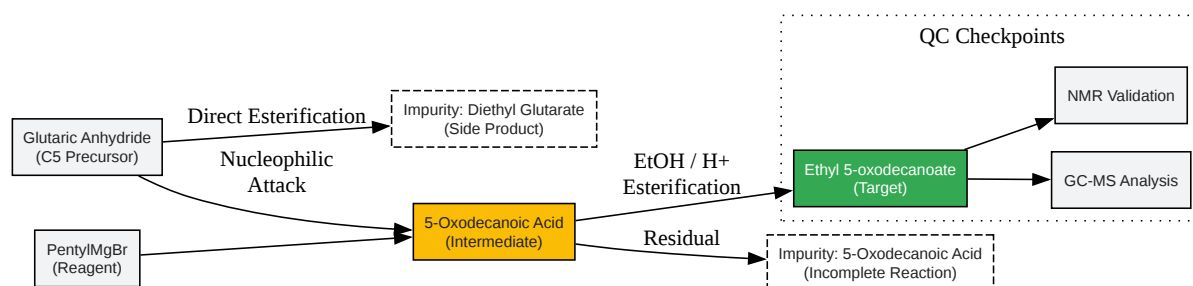 QC Checkpoints
NMR Validation
Impurity: Diethyl Glutarate
(Side Product)
Direct Esterification
Glutaric Anhydride
(C5 Precursor)
Nucleophilic
Attack
EtOH / H+
Esterification
Ethyl 5-oxodecanoate
(Target)
GC-MS Analysis
5-Oxodecanoic Acid
(Intermediate)
Residual
PentylMgBr
(Reagent)
Impurity: 5-Oxodecanoic Acid
(Incomplete Reaction)